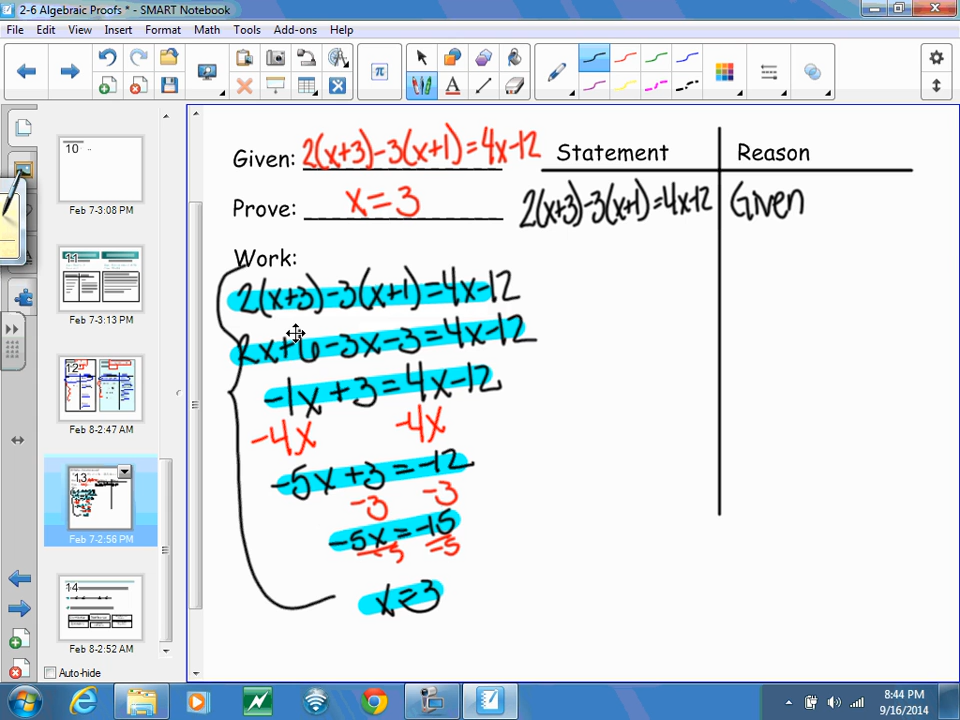 2-6 Algebraic Proofs * - SMART Notebook
File Edit View Insert Format Math Tools Add-ons Help
Given: 2(x+3)-3(x+1)=4x-12
Prove: x=3
Work:
2(x+3)-3(x+1)=4x-12
2x+6-3x-3=4x-12
-1x+3=4x-12
-4x -4x
-5x+3=-12
-3 -3
-5x=-15
-5 -5
x=3
Statement Reason
2(x+3)-3(x+1)=4x-12 Given
10
Feb 7-3:08 PM
11
Feb 7-3:13 PM
12
Feb 8-2:47 AM
13
Feb 7-2:56 PM
14
Feb 8-2:52 AM
Auto-hide
8:44 PM
9/16/2014